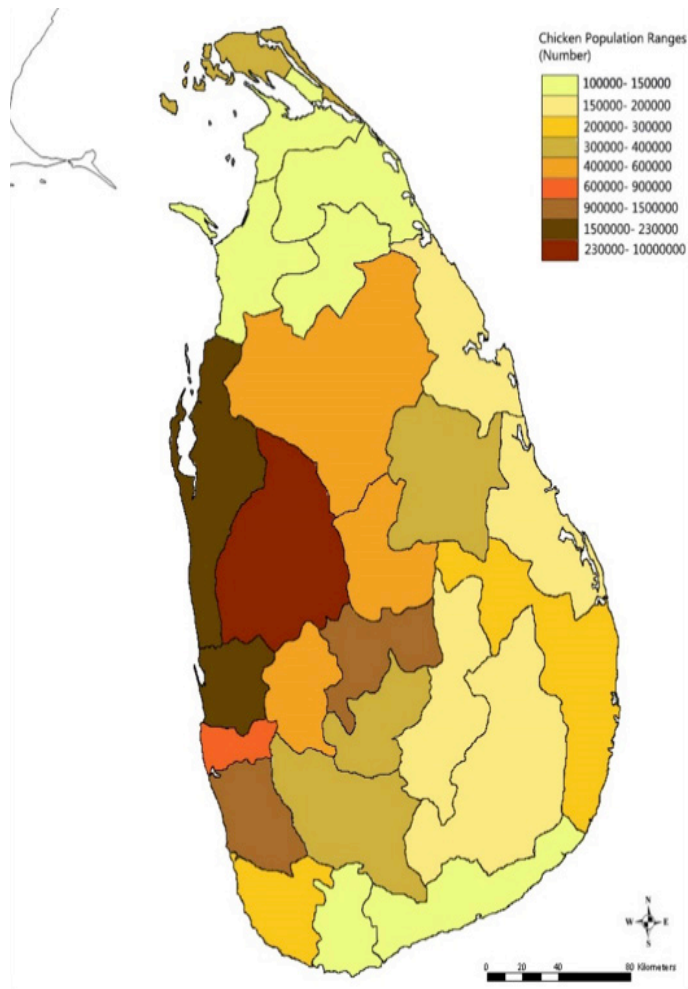 Chicken Population Ranges
(Number)
100000- 150000
150000- 200000
200000- 300000
300000- 400000
400000- 600000
600000- 900000
900000- 1500000
1500000- 230000
230000- 10000000
N
W E
S
0 20 40 80 Kilometers